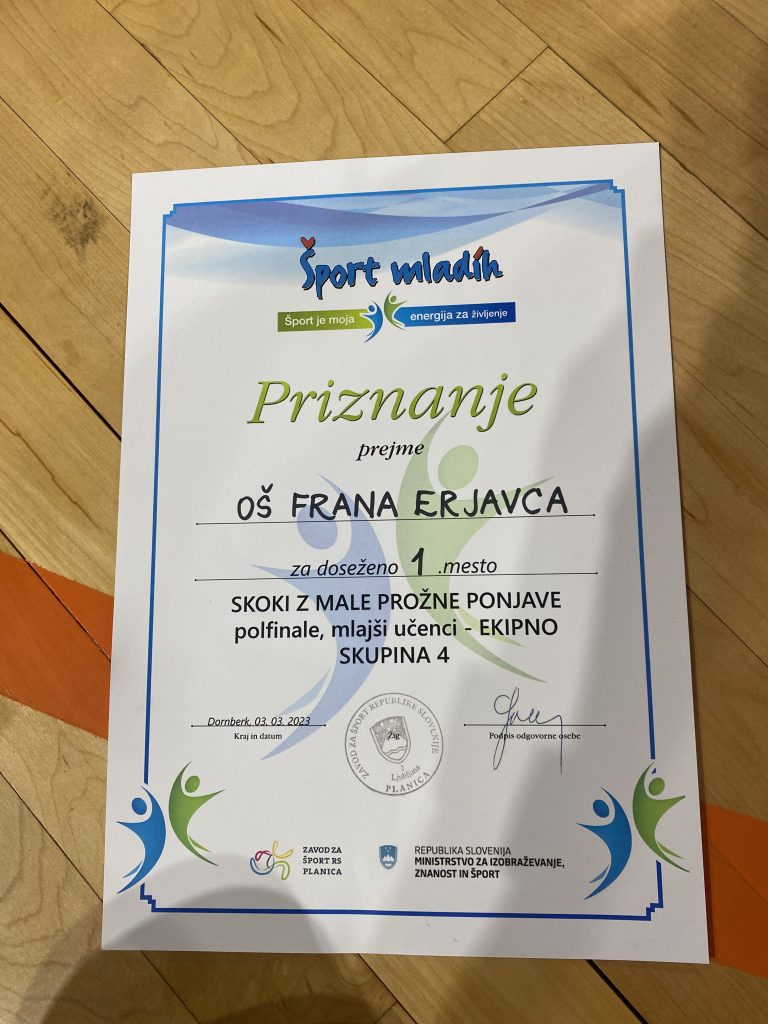 Šport mladih
Šport je moja energija za življenje
Priznanje
prejme
OŠ FRANA ERJAVCA
za doseženo 1 .mesto
SKOKI Z MALE PROŽNE PONJAVE
polfinale, mlajši učenci - EKIPNO
SKUPINA 4
Dornberk, 03. 03. 2023
Kraj in datum
Žig
Podpis odgovorne osebe
ZAVOD ZA ŠPORT REPUBLIKE SLOVENIJE
2
Ljubljana
PLANICA
ZAVOD ZA
ŠPORT RS
PLANICA
REPUBLIKA SLOVENIJA
MINISTRSTVO ZA IZOBRAŽEVANJE,
ZNANOST IN ŠPORT